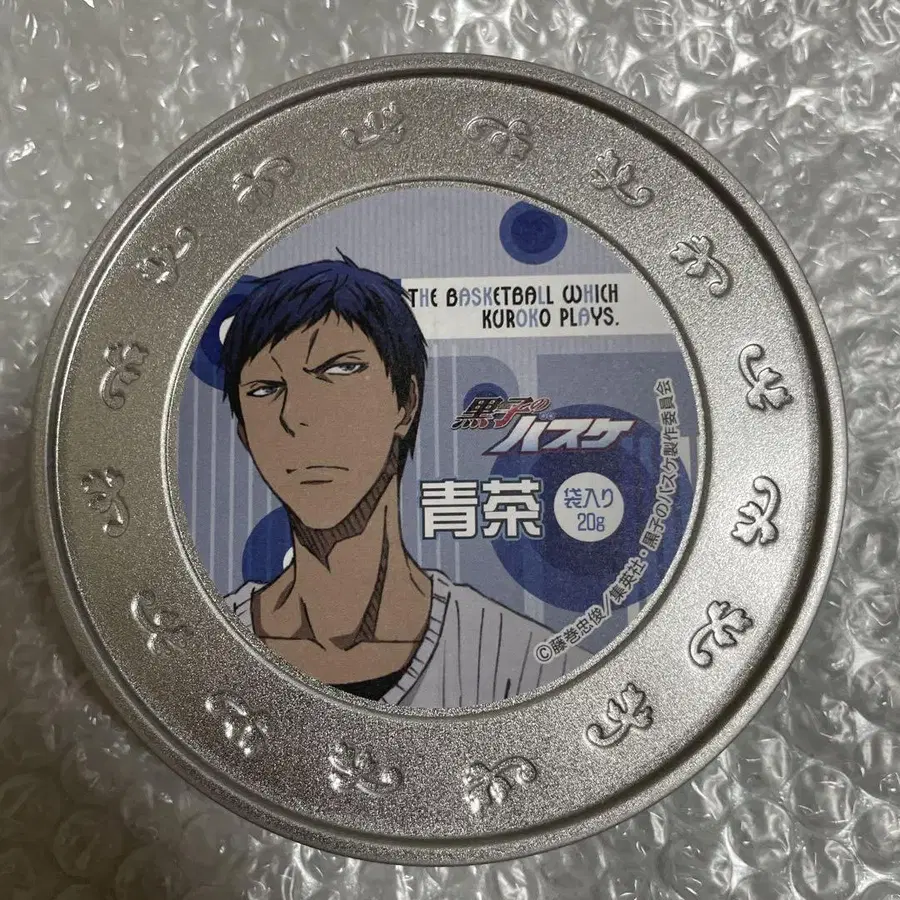 THE BASKETBALL WHICH
KUROKO PLAYS.
黒子の
バスケ
青茶
袋入り
20g
©藤巻忠俊/集英社・黒子のバスケ製作委員会